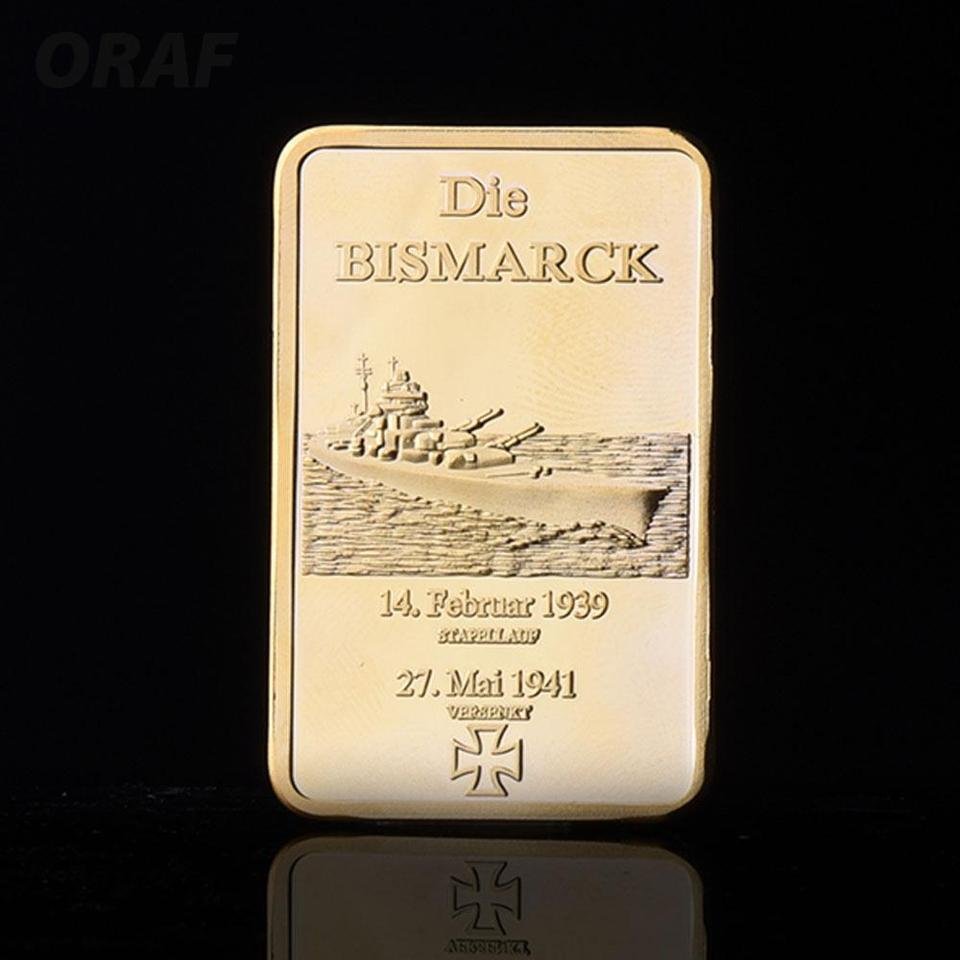 ORAF
Die
BISMARCK
14. Februar 1939
STAPELLAUF
27. Mai 1941
VERSENKT